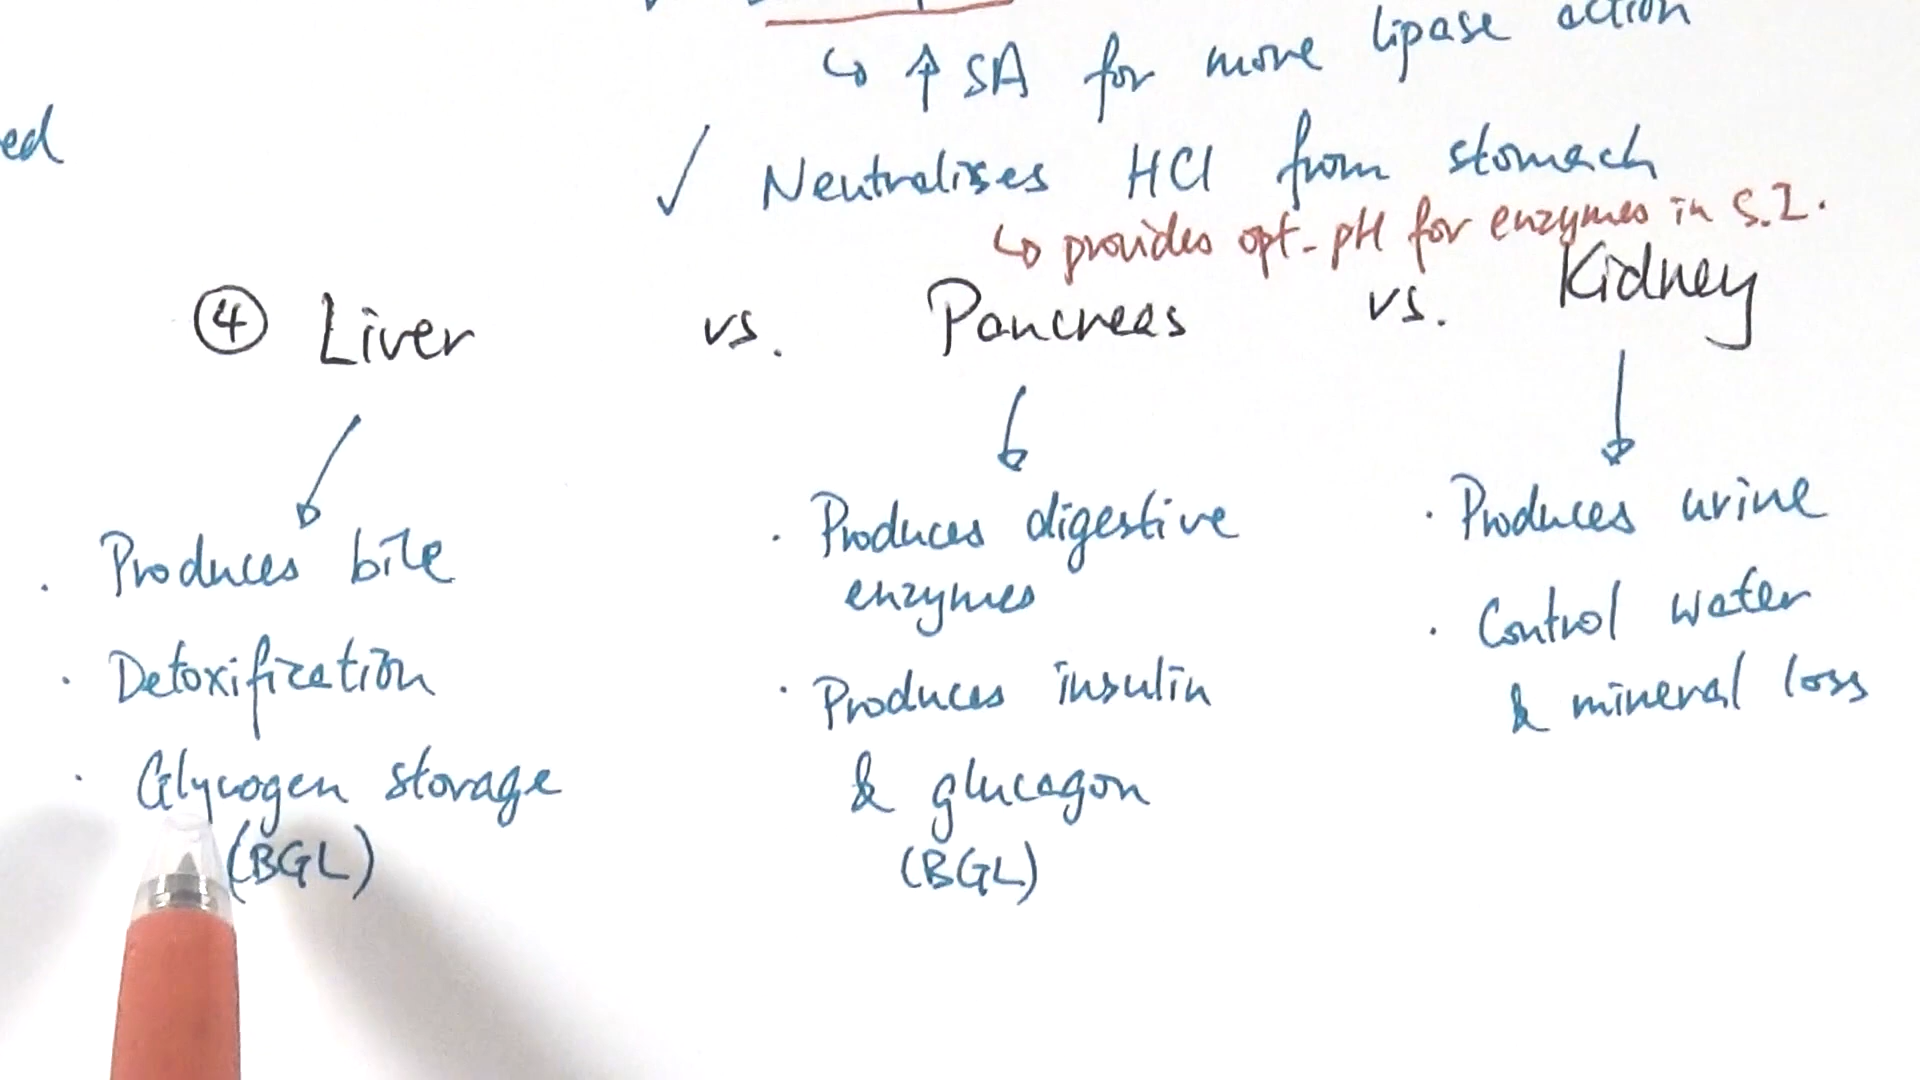 ↳ ↑ SA for more lipase action
ed
✓ Neutralises HCl from stomach
↳ provides opt-pH for enzymes in S.I.
④ Liver vs. Pancreas vs. Kidney
· Produces bile
· Detoxification
· Glycogen storage
(BGL)
· Produces digestive
enzymes
· Produces insulin
& glucagon
(BGL)
· Produces urine
· Control water
& mineral loss